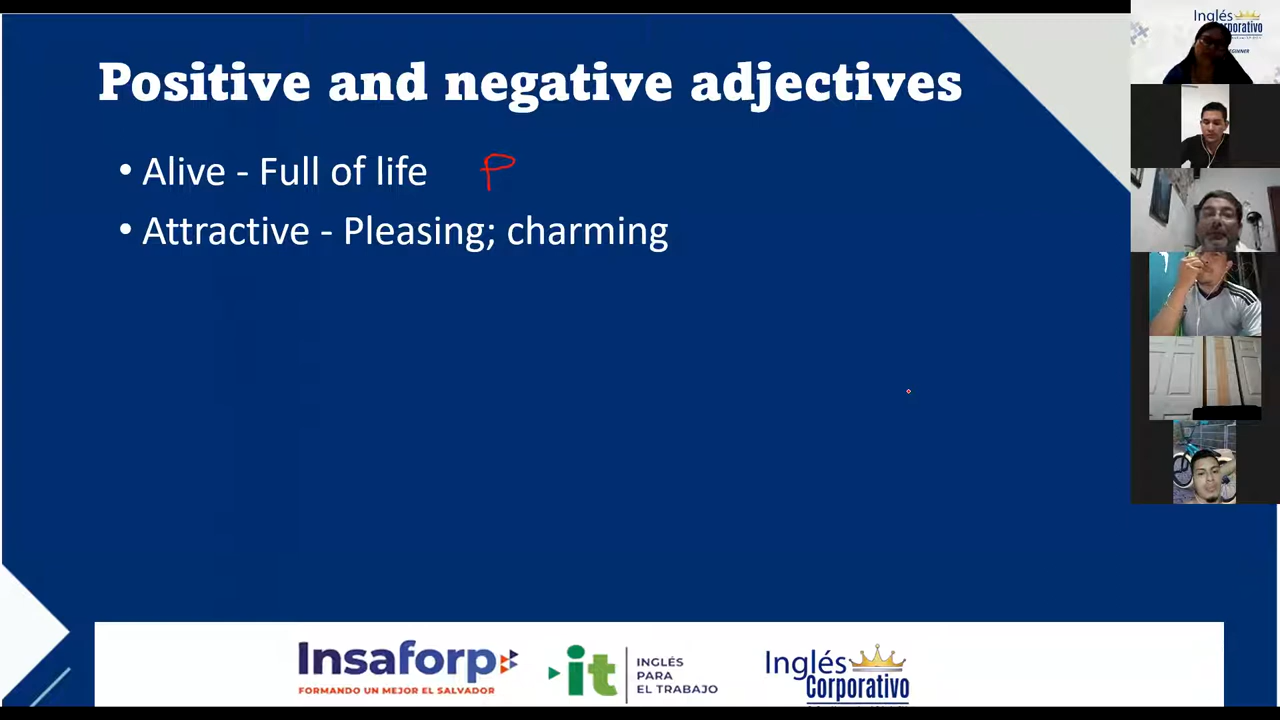 Positive and negative adjectives
• Alive - Full of life P
• Attractive - Pleasing; charming
Insaforp
FORMANDO UN MEJOR EL SALVADOR
it
INGLÉS
PARA
EL TRABAJO
Inglés
Corporativo
Inglés
orporativo